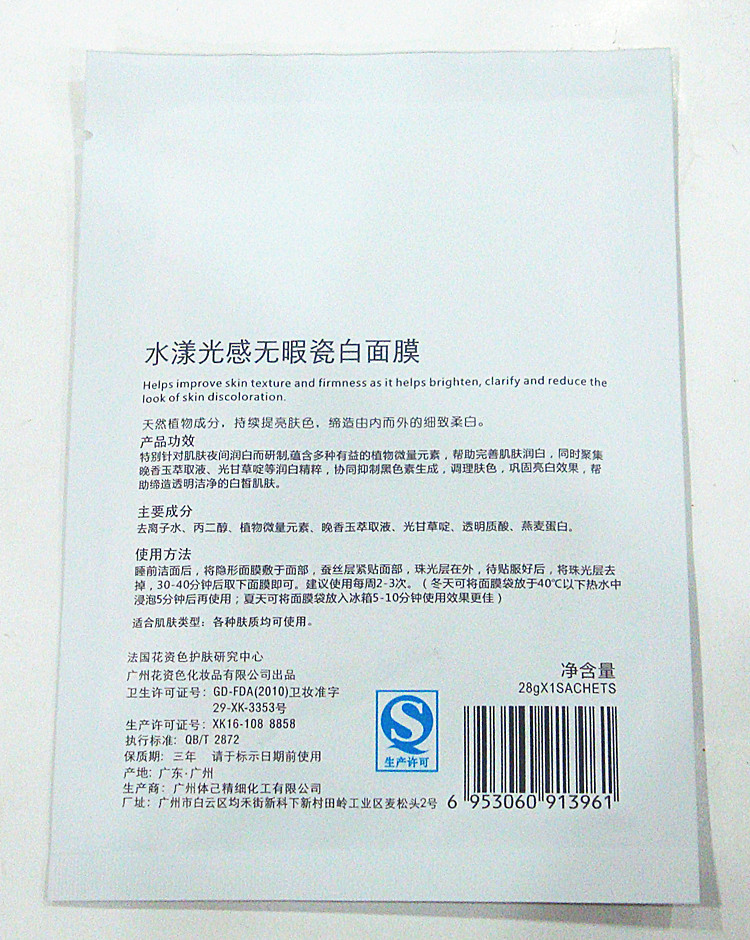 水漾光感无暇瓷白面膜
Helps improve skin texture and firmness as it helps brighten, clarify and reduce the
look of skin discoloration.
天然植物成分，持续提亮肤色，缔造由内而外的细致柔白。
产品功效
特别针对肌肤夜间润白而研制,蕴含多种有益的植物微量元素，帮助完善肌肤润白，同时聚集
晚香玉萃取液、光甘草啶等润白精粹，协同抑制黑色素生成，调理肤色，巩固亮白效果，帮
助缔造透明洁净的白皙肌肤。
主要成分
去离子水、丙二醇、植物微量元素、晚香玉萃取液、光甘草啶、透明质酸、燕麦蛋白。
使用方法
睡前洁面后，将隐形面膜敷于面部，蚕丝层紧贴面部，珠光层在外，待贴服好后，将珠光层去
掉，30-40分钟后取下面膜即可。建议使用每周2-3次。（冬天可将面膜袋放于40℃以下热水中
浸泡5分钟后再使用；夏天可将面膜袋放入冰箱5-10分钟使用效果更佳）
适合肌肤类型：各种肤质均可使用。
法国花资色护肤研究中心
广州花资色化妆品有限公司出品
卫生许可证号：GD-FDA(2010)卫妆准字
29-XK-3353号
生产许可证号：XK16-108 8858
执行标准：QB/T 2872
保质期：三年 请于标示日期前使用
产地：广东·广州
生产商：广州体己精细化工有限公司
厂址：广州市白云区均禾街新科下新村田岭工业区麦松头2号
生产许可
净含量
28gX1SACHETS
6 953060 913961